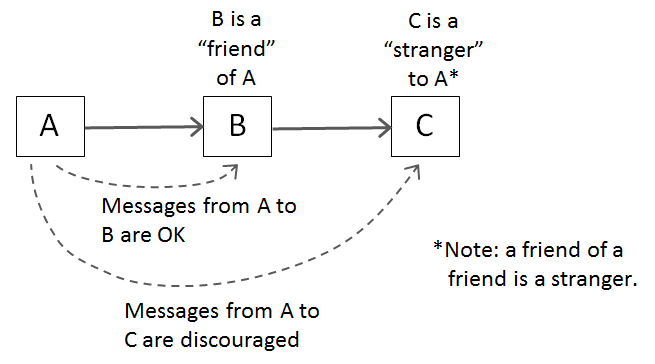 B is a
“friend”
of A
C is a
“stranger”
to A*
A
B
C
Messages from A to
B are OK
*Note: a friend of a
friend is a stranger.
Messages from A to
C are discouraged